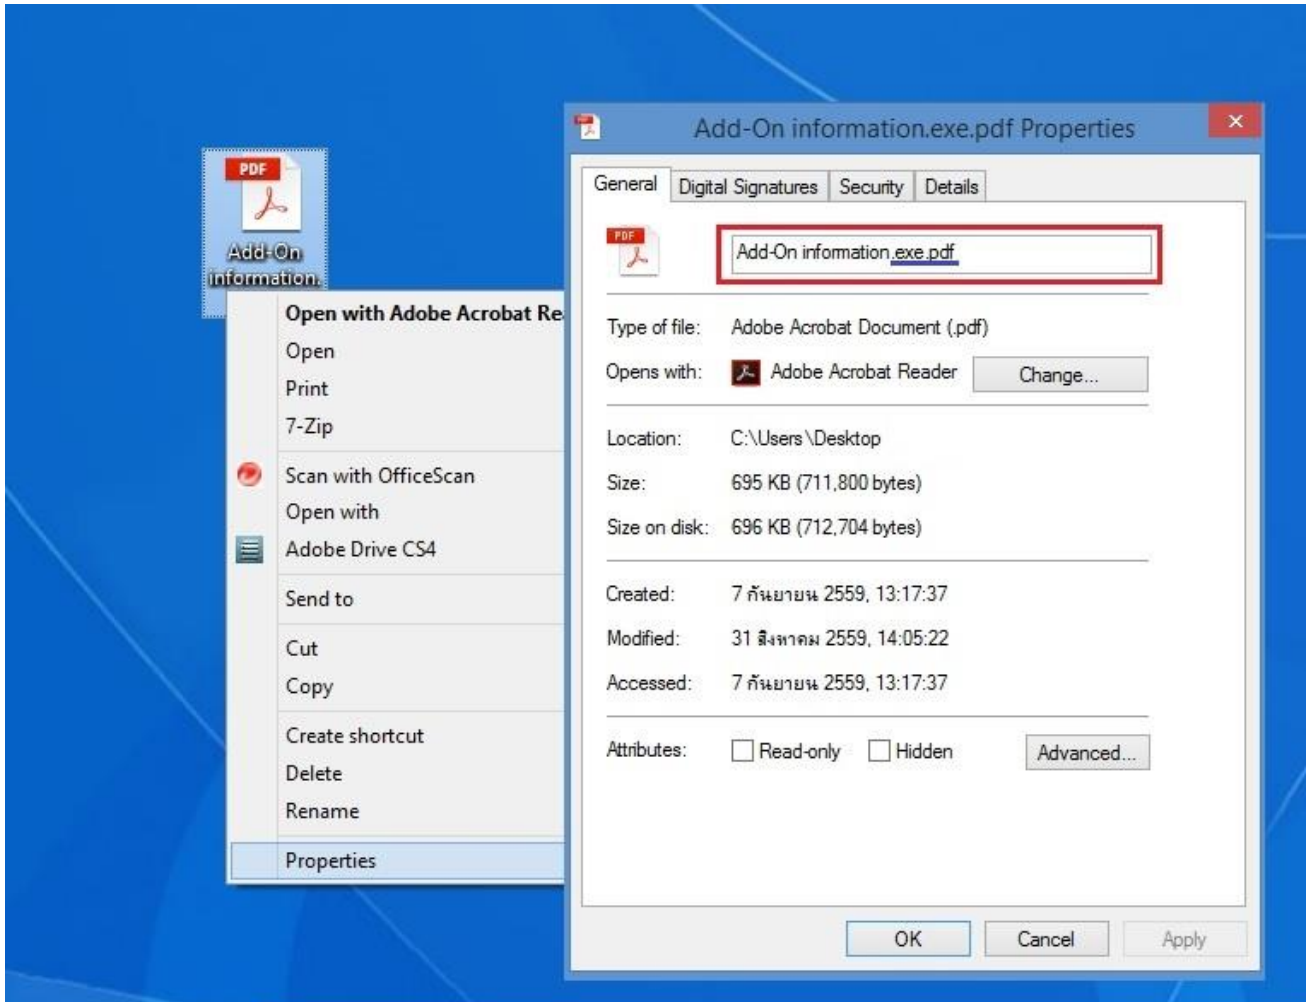 PDF
Add-On
information.
Open with Adobe Acrobat Re
Open
Print
7-Zip
Scan with OfficeScan
Open with
Adobe Drive CS4
Send to
Cut
Copy
Create shortcut
Delete
Rename
Properties
Add-On information.exe.pdf Properties
General Digital Signatures Security Details
PDF
Add-On information.exe.pdf
Type of file: Adobe Acrobat Document (.pdf)
Opens with: Adobe Acrobat Reader Change...
Location: C:\Users\Desktop
Size: 695 KB (711,800 bytes)
Size on disk: 696 KB (712,704 bytes)
Created: 7 กันยายน 2559, 13:17:37
Modified: 31 สิงหาคม 2559, 14:05:22
Accessed: 7 กันยายน 2559, 13:17:37
Attributes: Read-only Hidden Advanced...
OK Cancel Apply